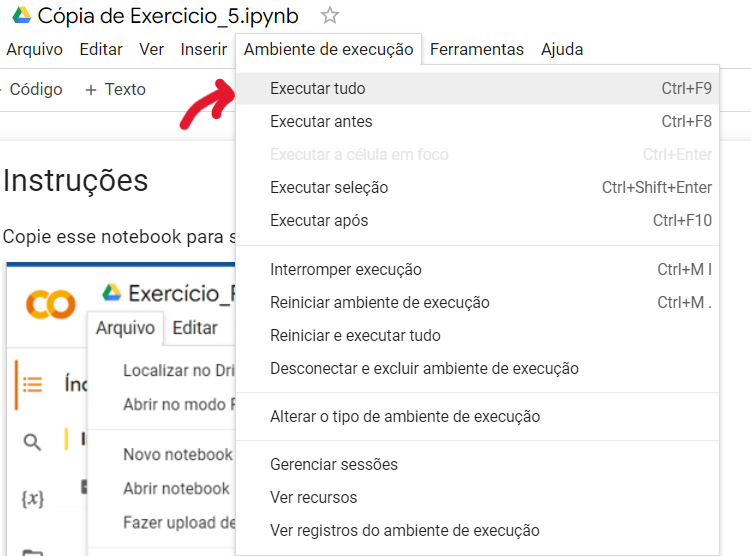 Cópia de Exercicio_5.ipynb
Arquivo Editar Ver Inserir Ambiente de execução Ferramentas Ajuda
Código + Texto
Executar tudo Ctrl+F9
Executar antes Ctrl+F8
Executar a célula em foco Ctrl+Enter
Executar seleção Ctrl+Shift+Enter
Executar após Ctrl+F10
Interromper execução Ctrl+M I
Reiniciar ambiente de execução Ctrl+M .
Reiniciar e executar tudo
Desconectar e excluir ambiente de execução
Alterar o tipo de ambiente de execução
Gerenciar sessões
Ver recursos
Ver registros do ambiente de execução
Instruções
Copie esse notebook para s
Exercício_
Arquivo Editar
Localizar no Dri
Abrir no modo
Novo notebook
Abrir notebook
Fazer upload de
Índ
{x}